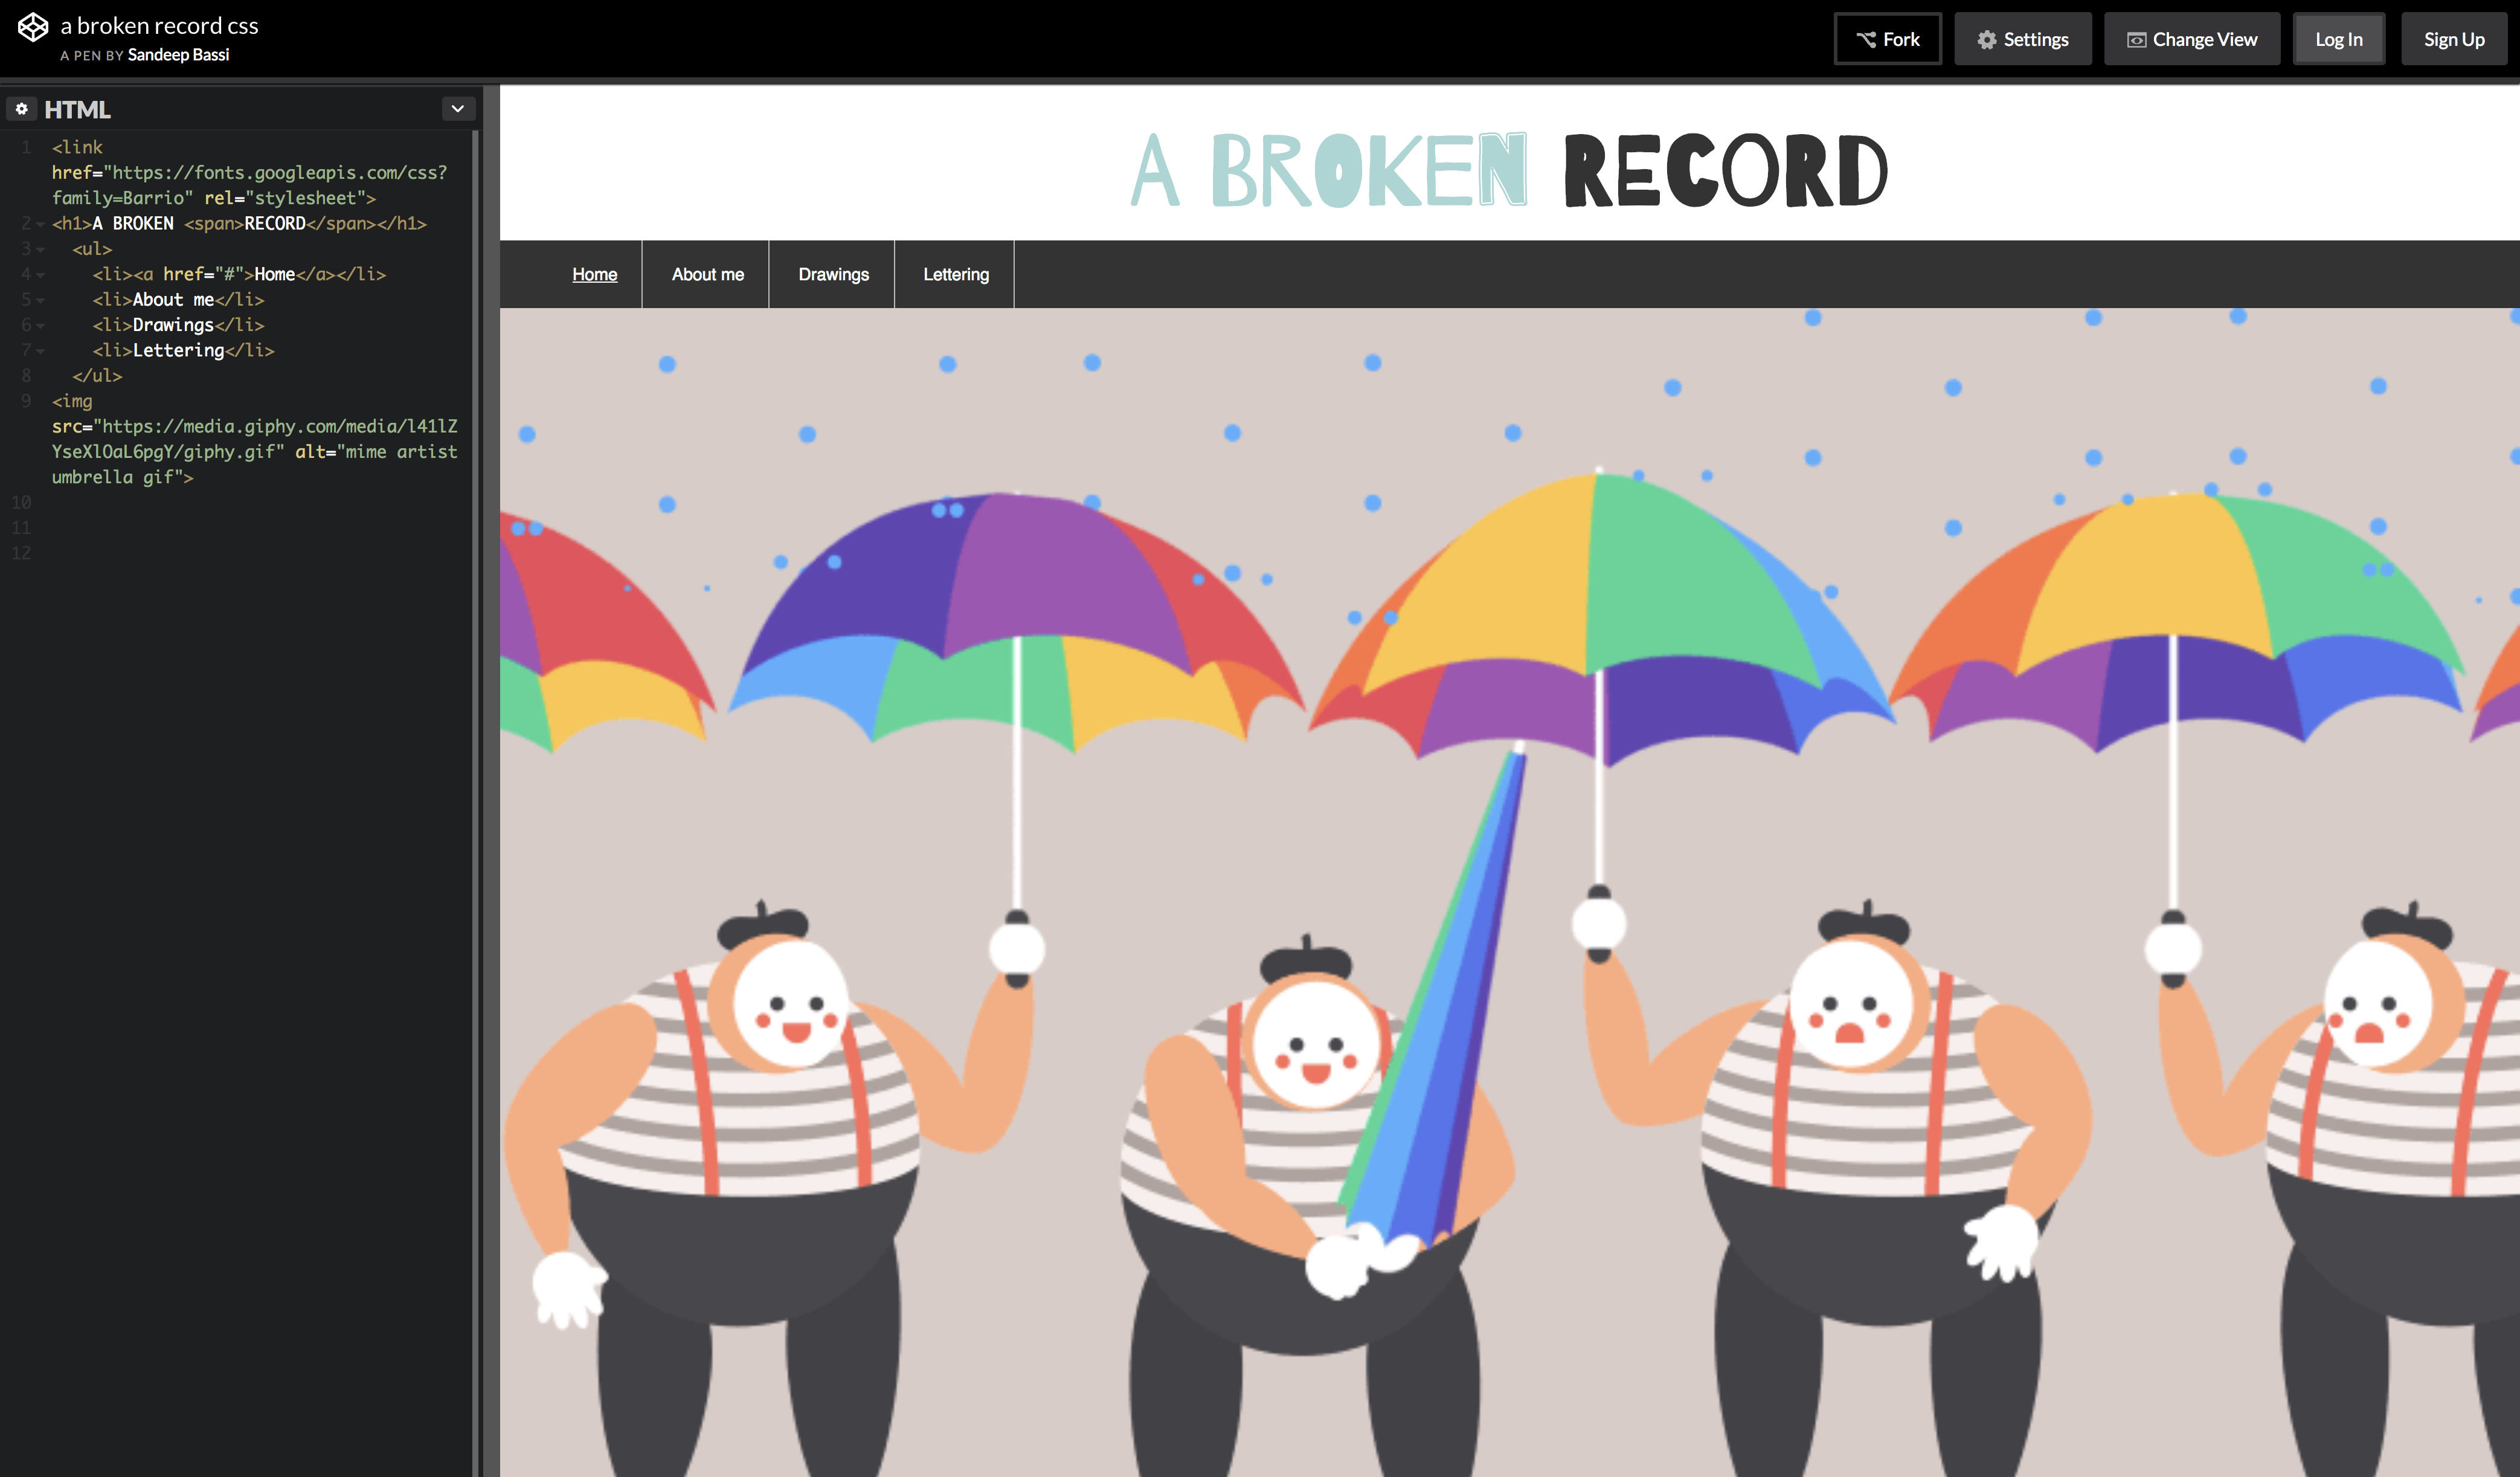 a broken record css
A PEN BY Sandeep Bassi
Fork
Settings
Change View
Log In
Sign Up
HTML
1 <link
href="https://fonts.googleapis.com/css?
family=Barrio" rel="stylesheet">
2 <h1>A BROKEN <span>RECORD</span></h1>
3 <ul>
4 <li><a href="#">Home</a></li>
5 <li>About me</li>
6 <li>Drawings</li>
7 <li>Lettering</li>
8 </ul>
9 <img
src="https://media.giphy.com/media/l41lZ
YseXlOaL6pgY/giphy.gif" alt="mime artist
umbrella gif">
10
11
12
A BROKEN RECORD
Home
About me
Drawings
Lettering